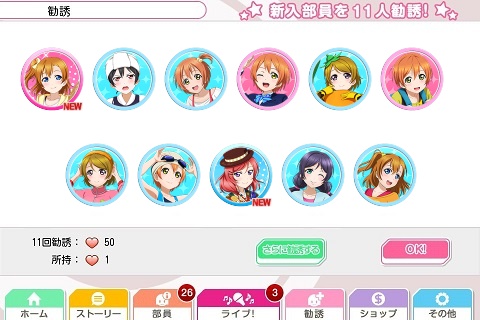 勧誘
新入部員を11人勧誘!
NEW
NEW
11回勧誘： 50
所持： 1
さらに勧誘する
OK!
26
3
ホーム
ストーリー
部員
ライブ!
勧誘
ショップ
その他